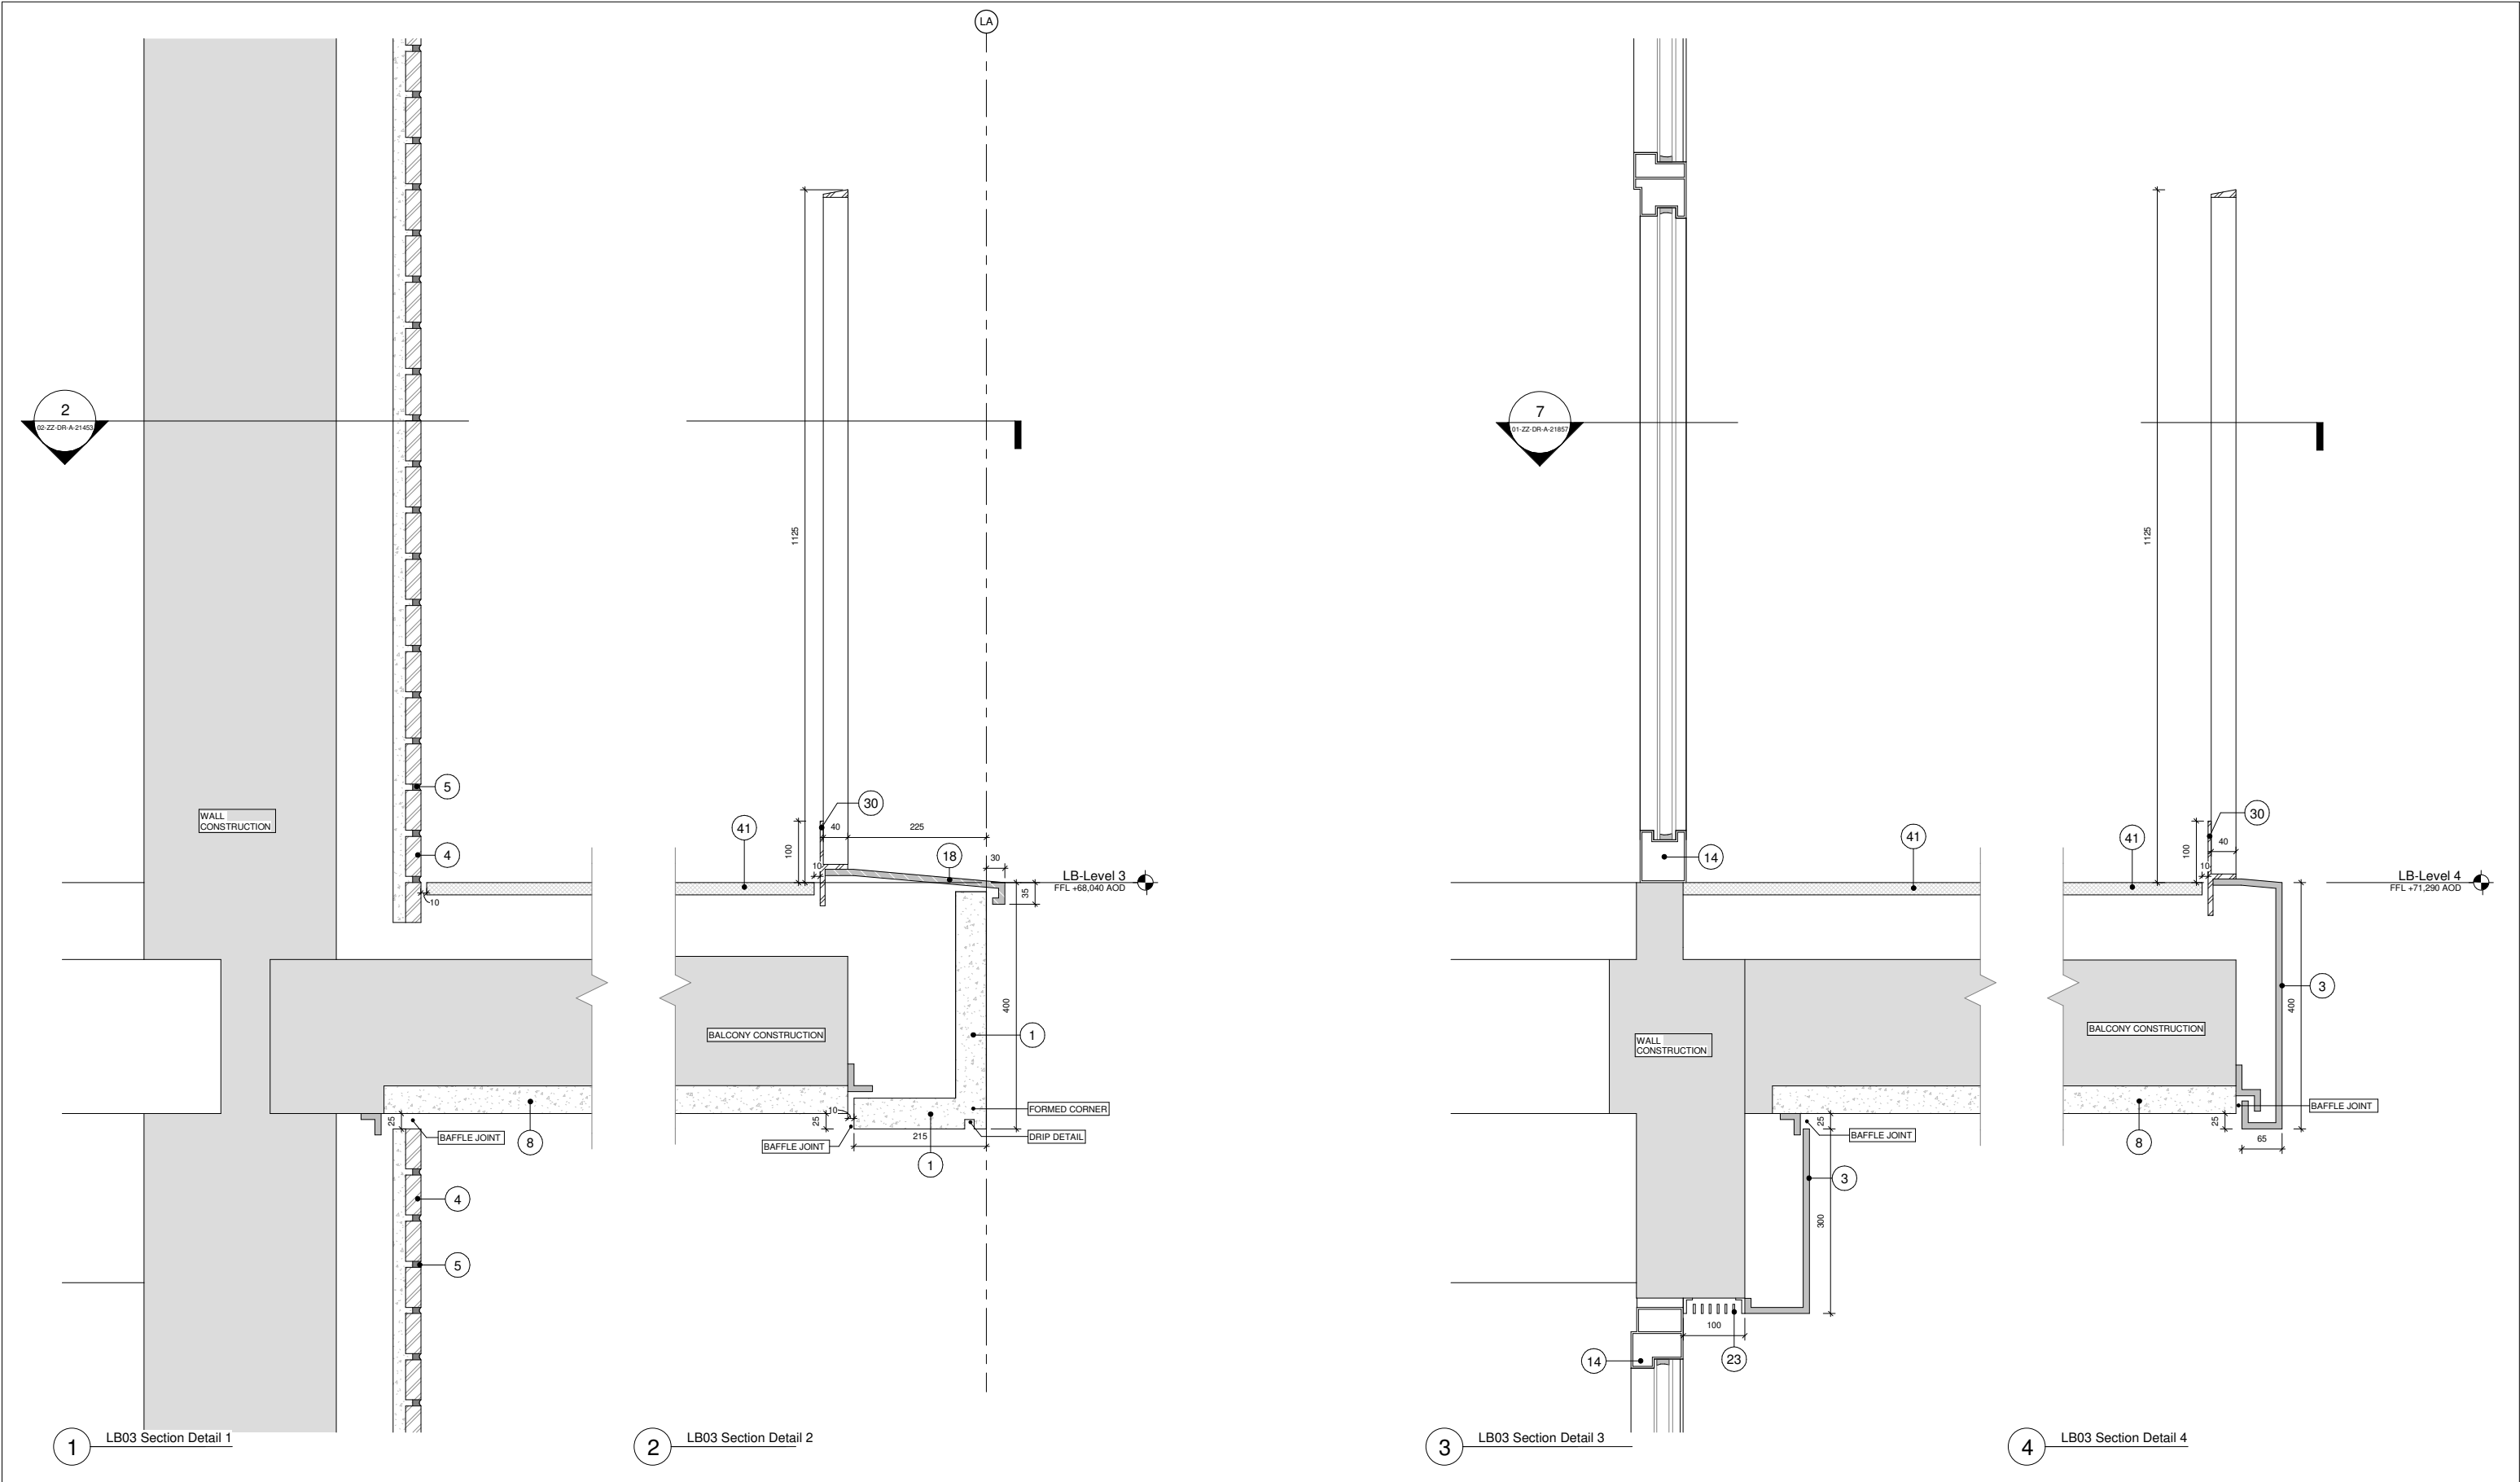 LA
2
02-ZZ-DR-A-21453
1125
5
WALL
CONSTRUCTION
4
10
41
100
30
40
225
10
18
30
LB-Level 3
FFL +68,040 AOD
35
400
BALCONY CONSTRUCTION
1
FORMED CORNER
DRIP DETAIL
10
25
215
BAFFLE JOINT
1
25
BAFFLE JOINT
8
4
5
1 LB03 Section Detail 1
2 LB03 Section Detail 2
7
01-ZZ-DR-A-21857
1125
14
41
41
30
100
40
10
LB-Level 4
FFL +71,290 AOD
3
400
WALL
CONSTRUCTION
BALCONY CONSTRUCTION
BAFFLE JOINT
25
65
8
25
BAFFLE JOINT
3
300
100
14
23
3 LB03 Section Detail 3
4 LB03 Section Detail 4